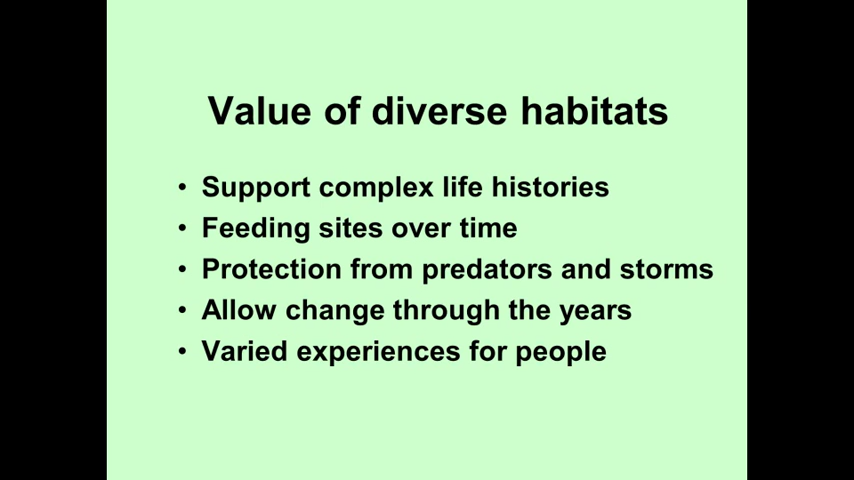 Value of diverse habitats
• Support complex life histories
• Feeding sites over time
• Protection from predators and storms
• Allow change through the years
• Varied experiences for people